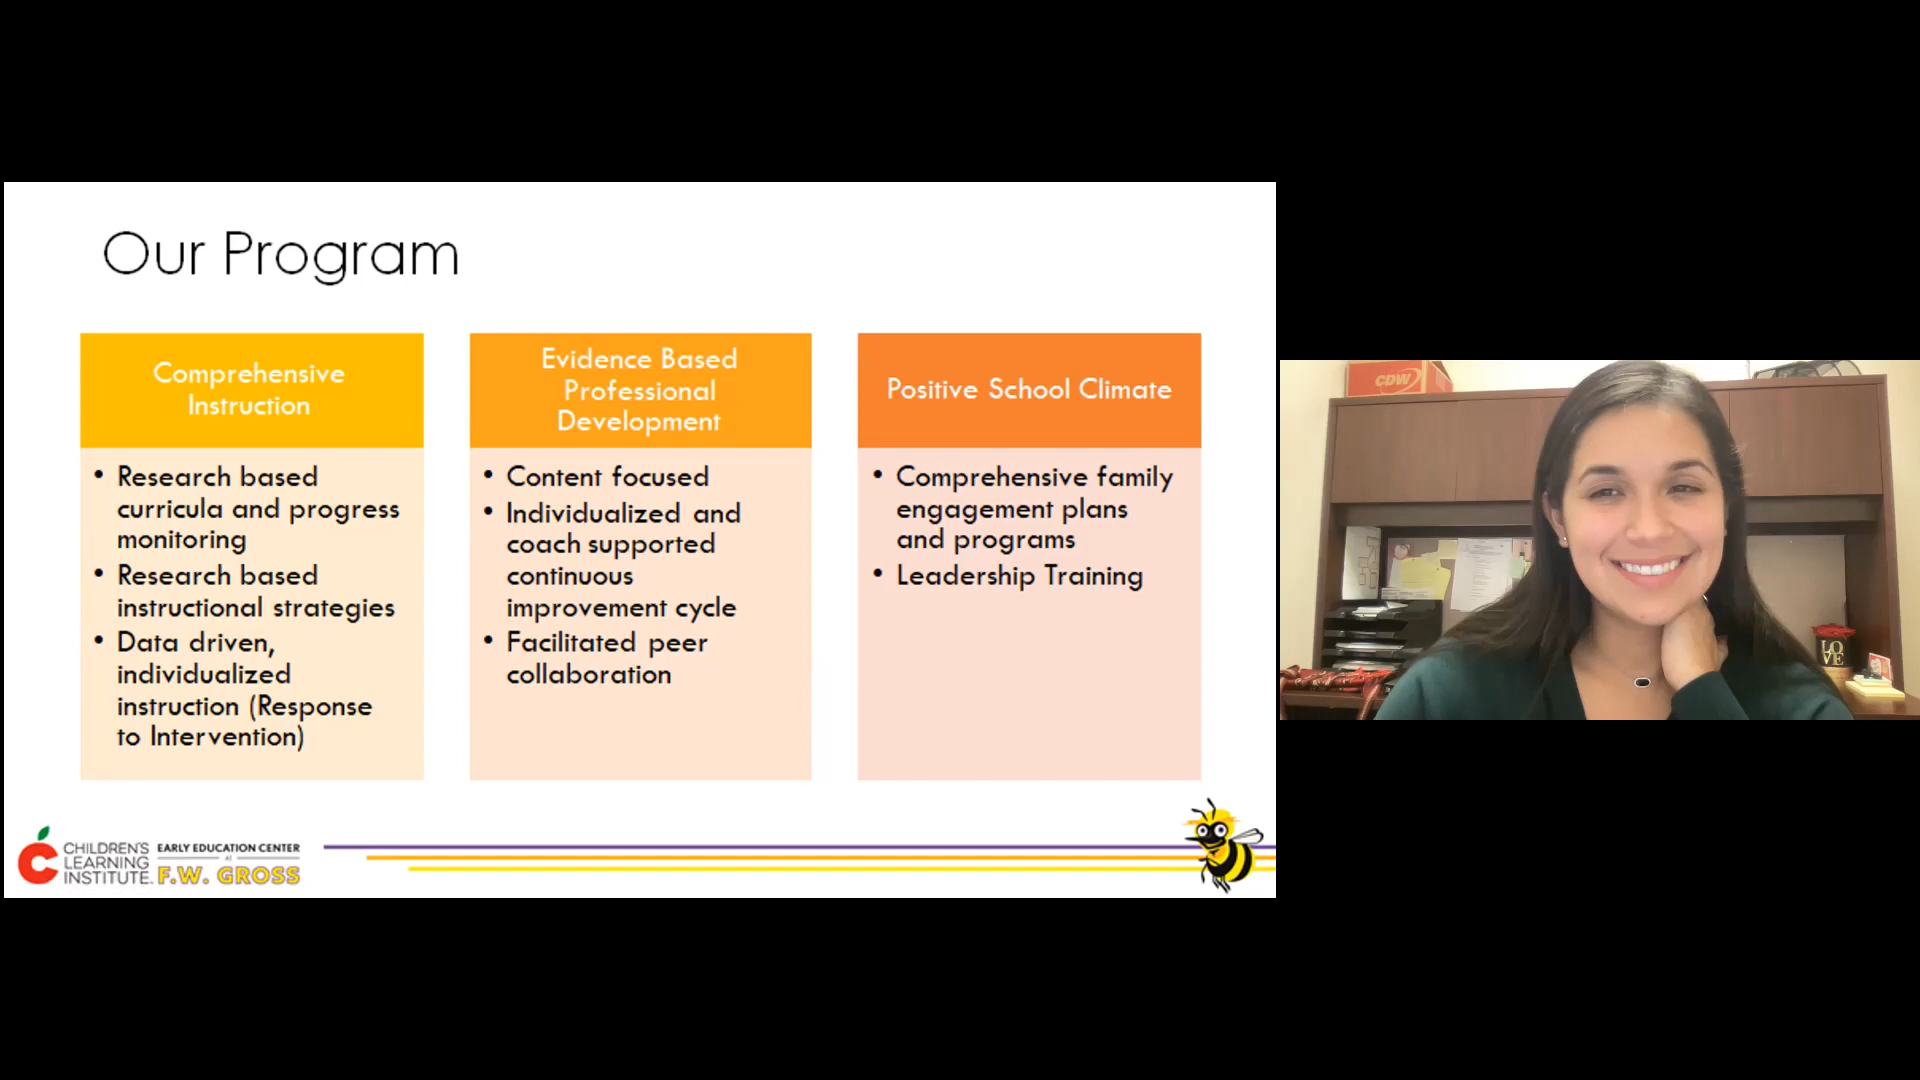 Our Program
Comprehensive
Instruction
• Research based
curricula and progress
monitoring
• Research based
instructional strategies
• Data driven,
individualized
instruction (Response
to Intervention)
Evidence Based
Professional
Development
• Content focused
• Individualized and
coach supported
continuous
improvement cycle
• Facilitated peer
collaboration
Positive School Climate
• Comprehensive family
engagement plans
and programs
• Leadership Training
CHILDREN'S
LEARNING
INSTITUTE.
EARLY EDUCATION CENTER
AT
F.W. GROSS
CDW
LO
VE